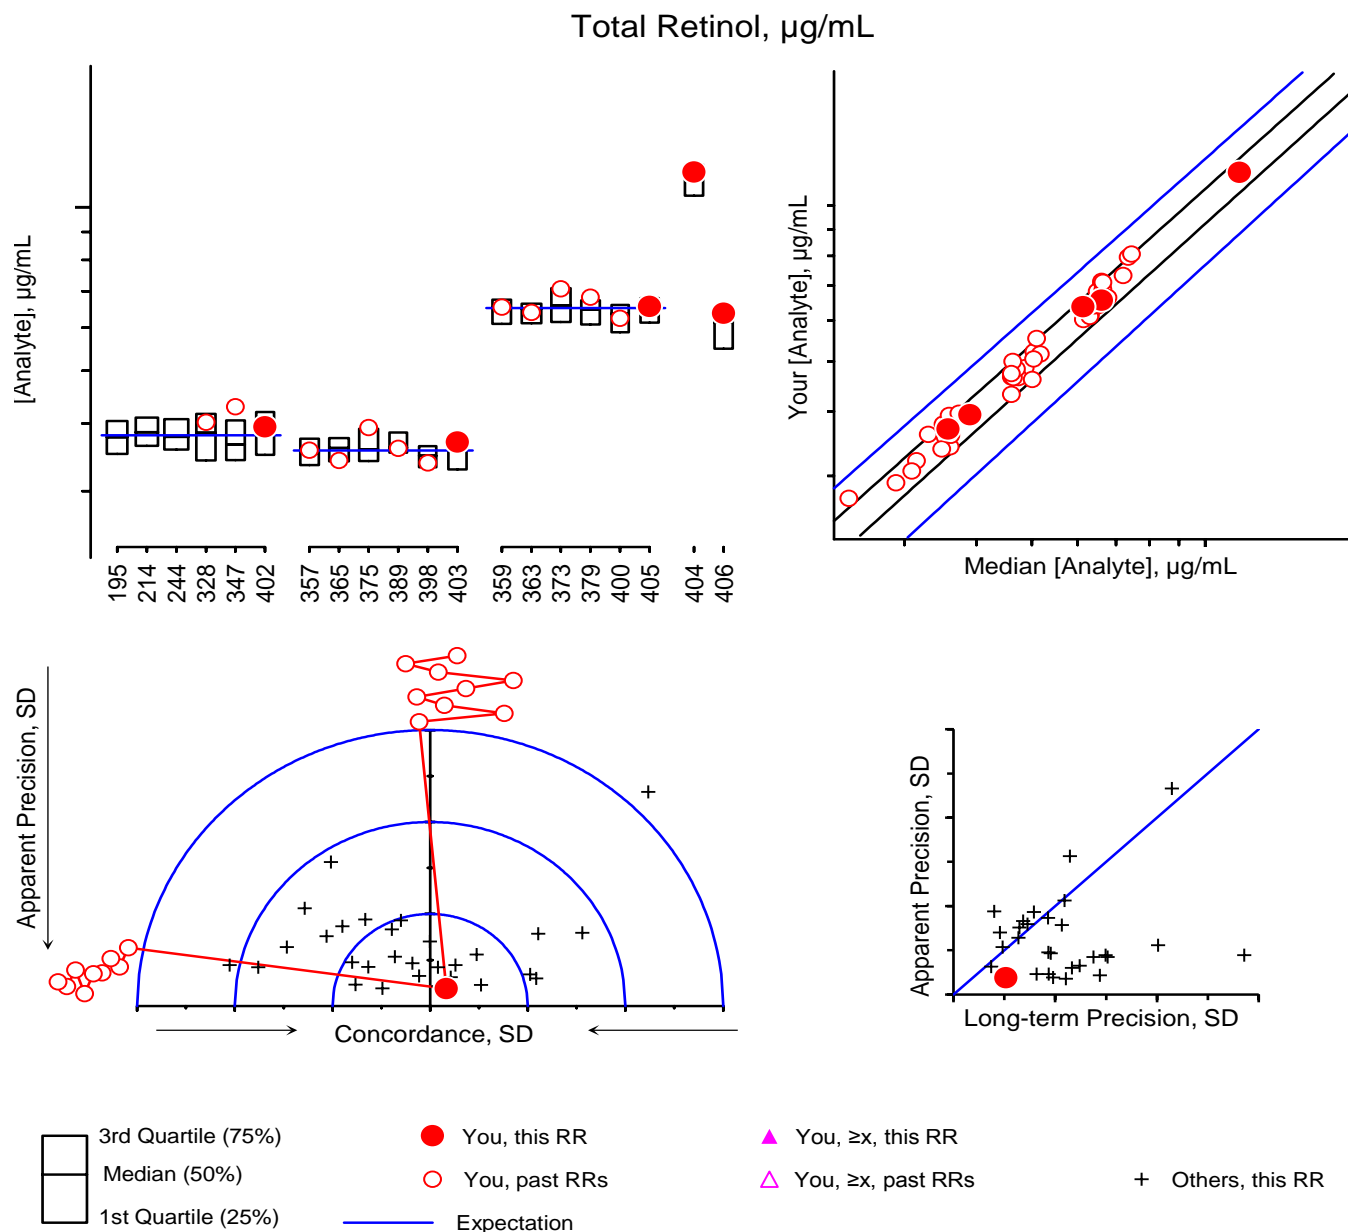 Total Retinol, µg/mL
[Analyte], µg/mL
195 214 244 328 347 402 357 365 375 389 398 403 359 363 373 379 400 405 404 406
Your [Analyte], µg/mL
Median [Analyte], µg/mL
Apparent Precision, SD
Concordance, SD
Apparent Precision, SD
Long-term Precision, SD
3rd Quartile (75%)
Median (50%)
1st Quartile (25%)
You, this RR
You, past RRs
Expectation
You, ≥x, this RR
You, ≥x, past RRs
Others, this RR